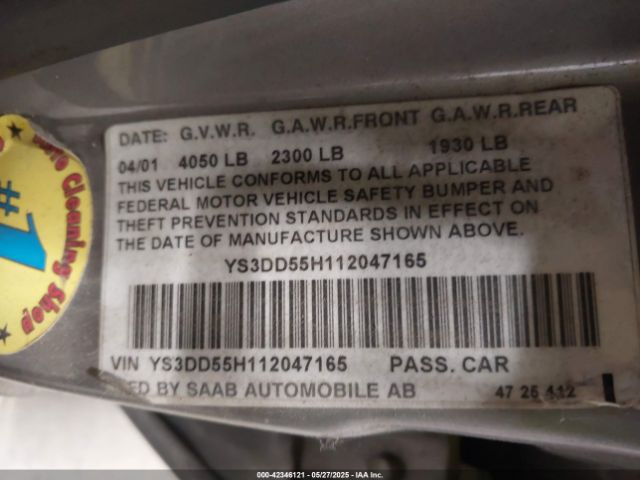 DATE: G.V.W.R. G.A.W.R.FRONT G.A.W.R.REAR
04/01 4050 LB 2300 LB 1930 LB
THIS VEHICLE CONFORMS TO ALL APPLICABLE
FEDERAL MOTOR VEHICLE SAFETY BUMPER AND
THEFT PREVENTION STANDARDS IN EFFECT ON
THE DATE OF MANUFACTURE SHOWN ABOVE.
YS3DD55H112047165
VIN YS3DD55H112047165 PASS. CAR
BY SAAB AUTOMOBILE AB 47 25 412
#1
Cleaning Shop
000-42346121 - 05/27/2025 - IAA Inc.